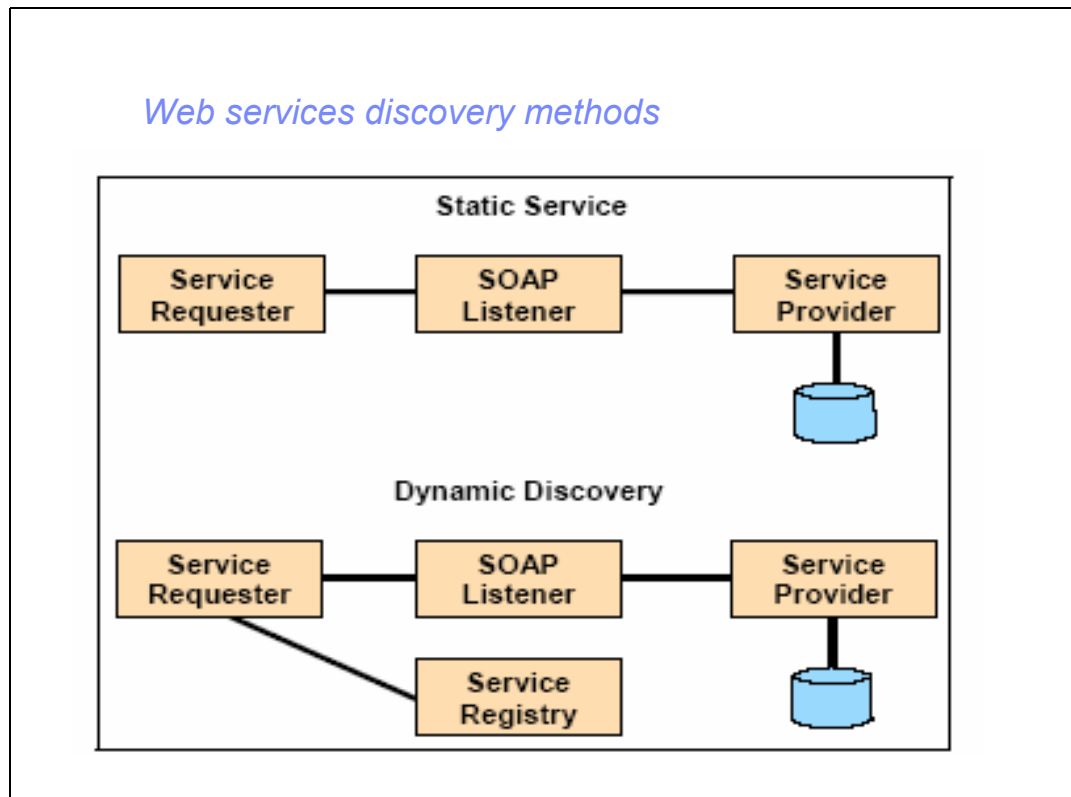 Web services discovery methods
Static Service
Service
Requester
SOAP
Listener
Service
Provider
Dynamic Discovery
Service
Requester
SOAP
Listener
Service
Provider
Service
Registry